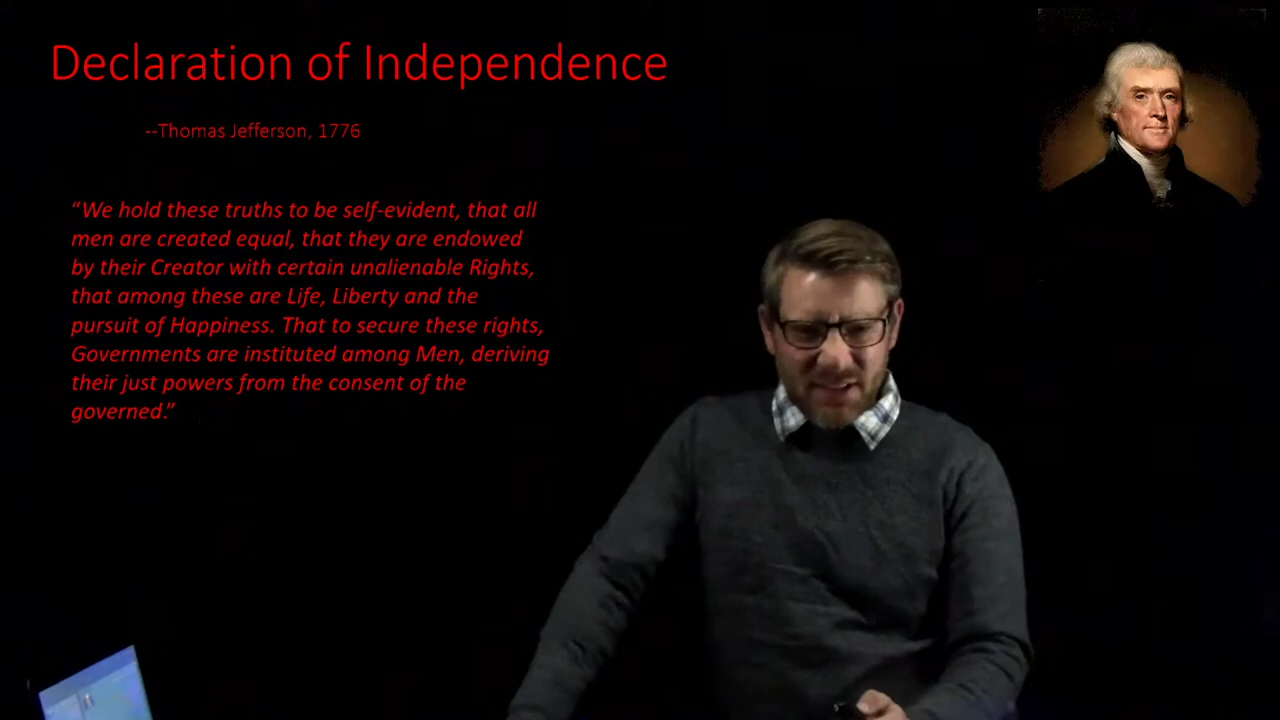 Declaration of Independence
--Thomas Jefferson, 1776
“We hold these truths to be self-evident, that all
men are created equal, that they are endowed
by their Creator with certain unalienable Rights,
that among these are Life, Liberty and the
pursuit of Happiness. That to secure these rights,
Governments are instituted among Men, deriving
their just powers from the consent of the
governed.”